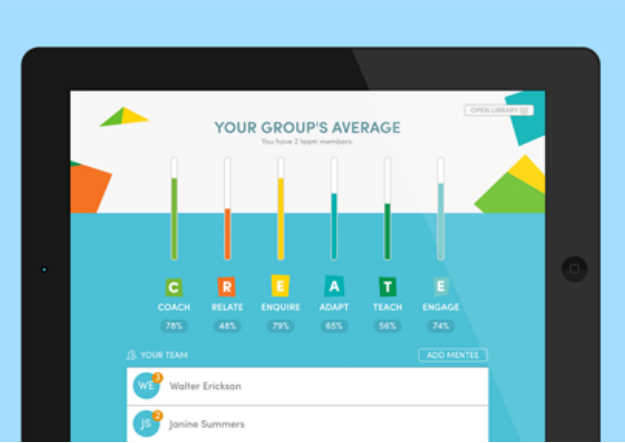 OPEN LIBRARY
YOUR GROUP'S AVERAGE
You have 2 team members.
C R E A T E
COACH RELATE ENQUIRE ADAPT TEACH ENGAGE
78% 48% 79% 65% 56% 74%
YOUR TEAM ADD MENTEE
WE 3 Walter Erickson
JS 2 Janine Summers